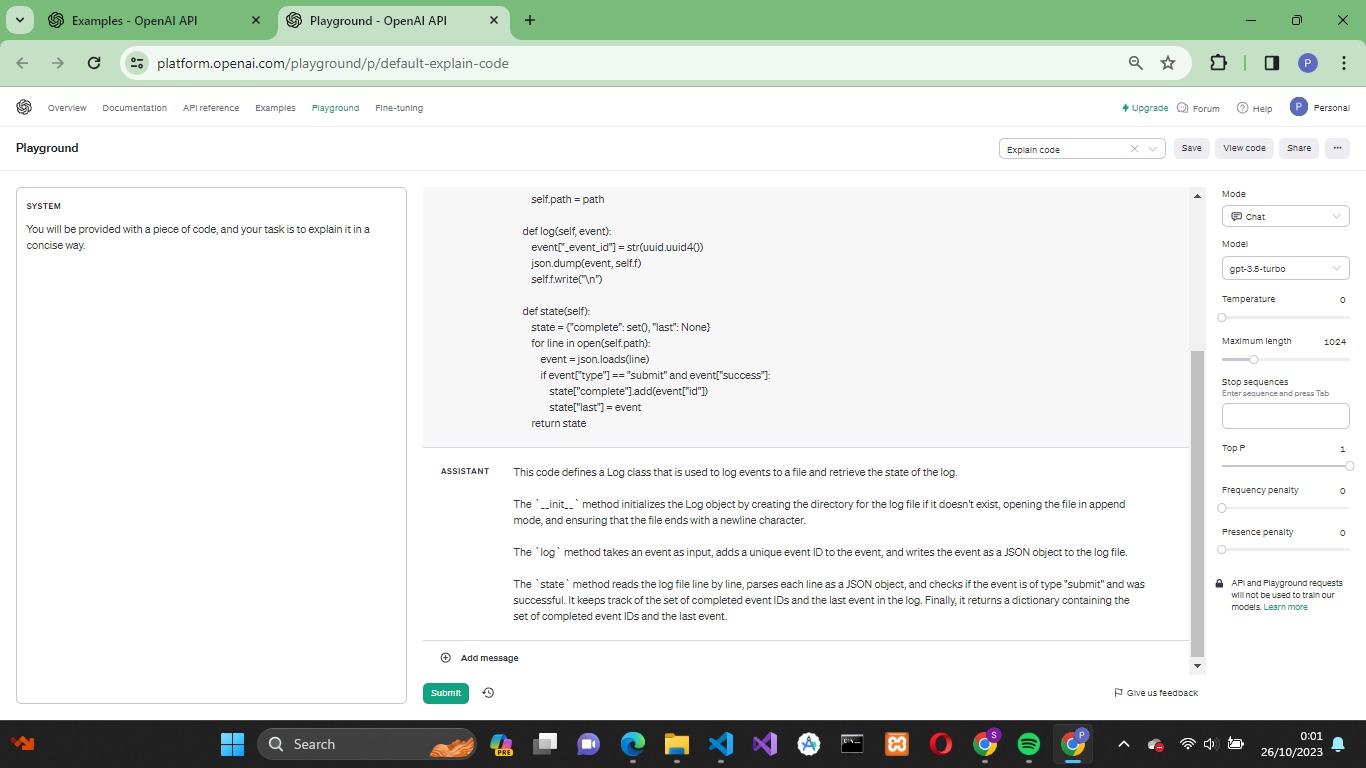 Examples - OpenAI API
Playground - OpenAI API
platform.openai.com/playground/p/default-explain-code
P
Overview Documentation API reference Examples Playground Fine-tuning
Upgrade Forum Help P Personal
Playground
Explain code
Save View code Share ...
SYSTEM
You will be provided with a piece of code, and your task is to explain it in a
concise way.
self.path = path
def log(self, event):
event["_event_id"] = str(uuid.uuid4())
json.dump(event, self.f)
self.f.write("\n")
def state(self):
state = {"complete": set(), "last": None}
for line in open(self.path):
event = json.loads(line)
if event["type"] == "submit" and event["success"]:
state["complete"].add(event["id"])
state["last"] = event
return state
ASSISTANT
This code defines a Log class that is used to log events to a file and retrieve the state of the log.
The `__init__` method initializes the Log object by creating the directory for the log file if it doesn't exist, opening the file in append
mode, and ensuring that the file ends with a newline character.
The `log` method takes an event as input, adds a unique event ID to the event, and writes the event as a JSON object to the log file.
The `state` method reads the log file line by line, parses each line as a JSON object, and checks if the event is of type "submit" and was
successful. It keeps track of the set of completed event IDs and the last event in the log. Finally, it returns a dictionary containing the
set of completed event IDs and the last event.
Add message
Submit
Give us feedback
Mode
Chat
Model
gpt-3.5-turbo
Temperature 0
Maximum length 1024
Stop sequences
Enter sequence and press Tab
Top P 1
Frequency penalty 0
Presence penalty 0
API and Playground requests
will not be used to train our
models. Learn more
Search
PRE
S
P
0:01
26/10/2023